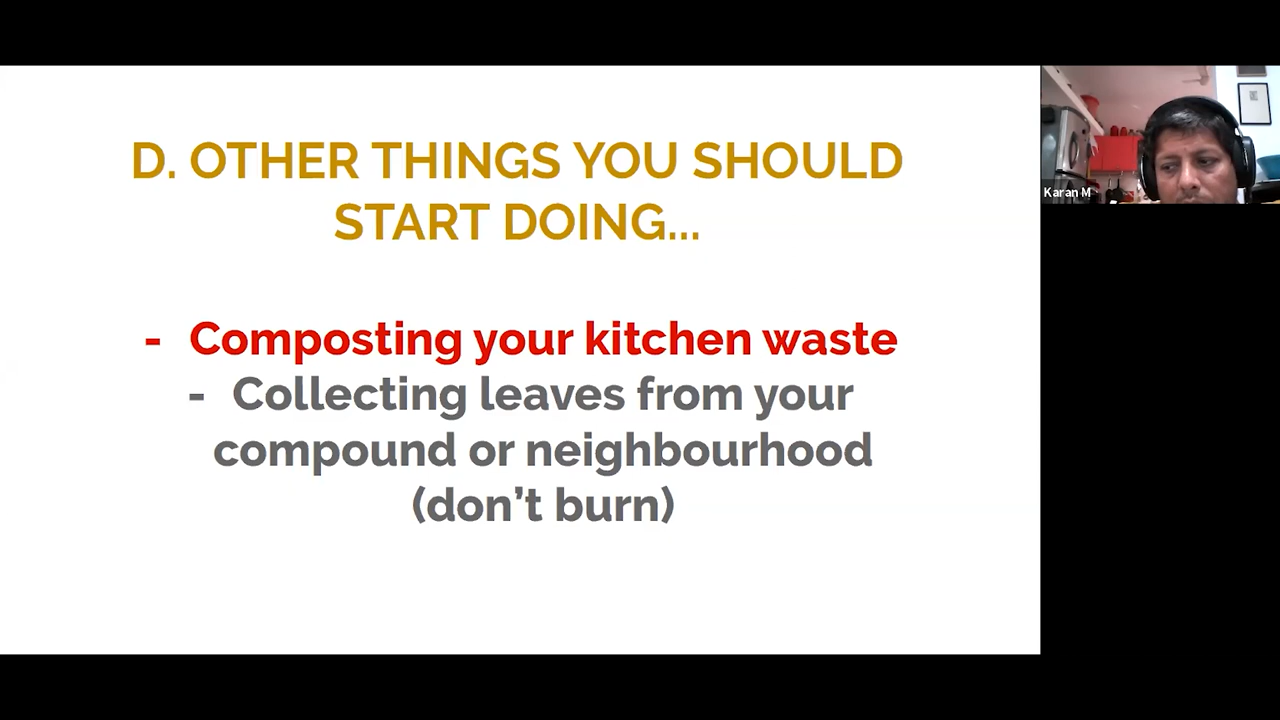 D. OTHER THINGS YOU SHOULD
START DOING...
- Composting your kitchen waste
- Collecting leaves from your
compound or neighbourhood
(don't burn)
Karan M